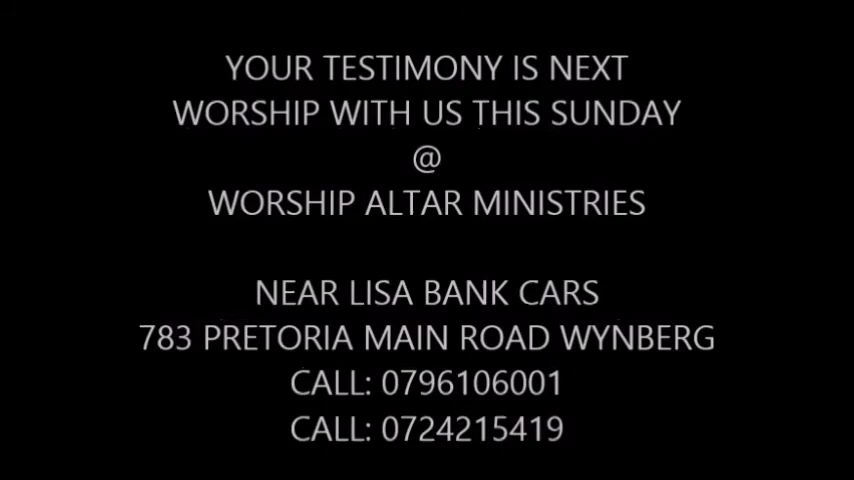 YOUR TESTIMONY IS NEXT
WORSHIP WITH US THIS SUNDAY
@
WORSHIP ALTAR MINISTRIES
NEAR LISA BANK CARS
783 PRETORIA MAIN ROAD WYNBERG
CALL: 0796106001
CALL: 0724215419